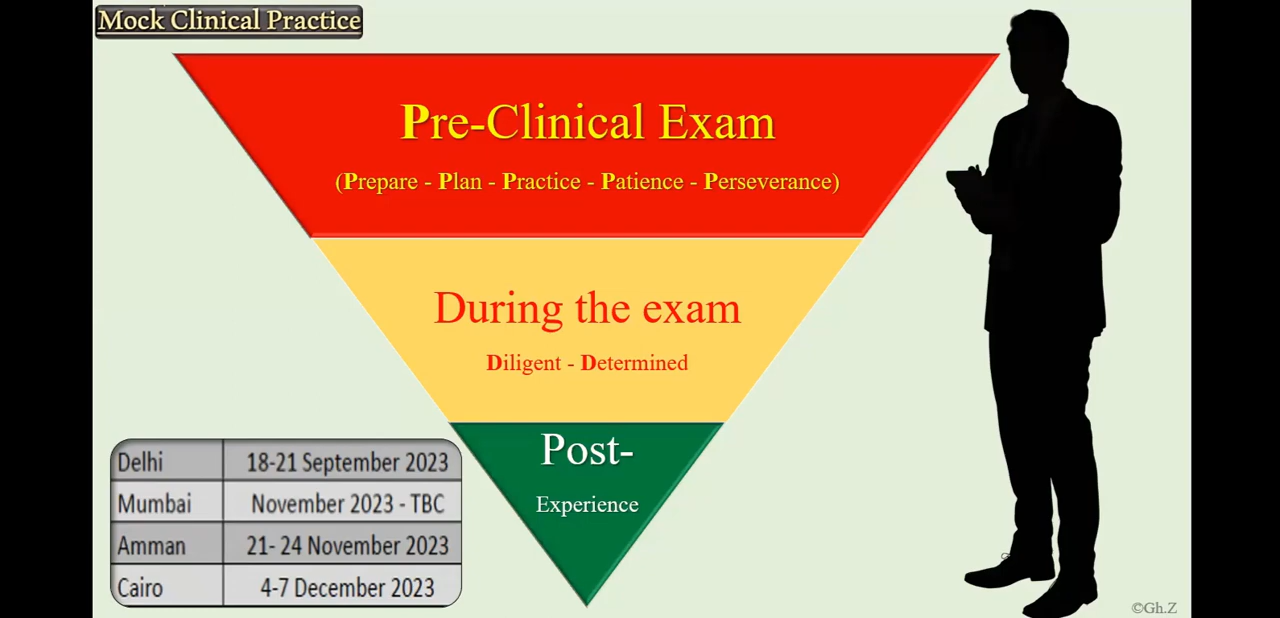 Mock Clinical Practice
Pre-Clinical Exam
(Prepare - Plan - Practice - Patience - Perseverance)
During the exam
Diligent - Determined
Post-
Experience
Delhi 18-21 September 2023
Mumbai November 2023 - TBC
Amman 21- 24 November 2023
Cairo 4-7 December 2023
©Gh.Z